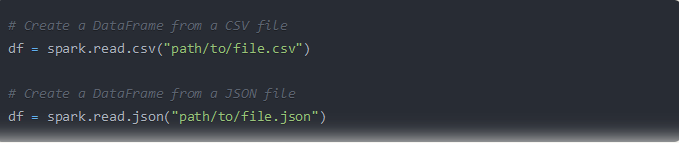 # Create a DataFrame from a CSV file
df = spark.read.csv("path/to/file.csv")
# Create a DataFrame from a JSON file
df = spark.read.json("path/to/file.json")